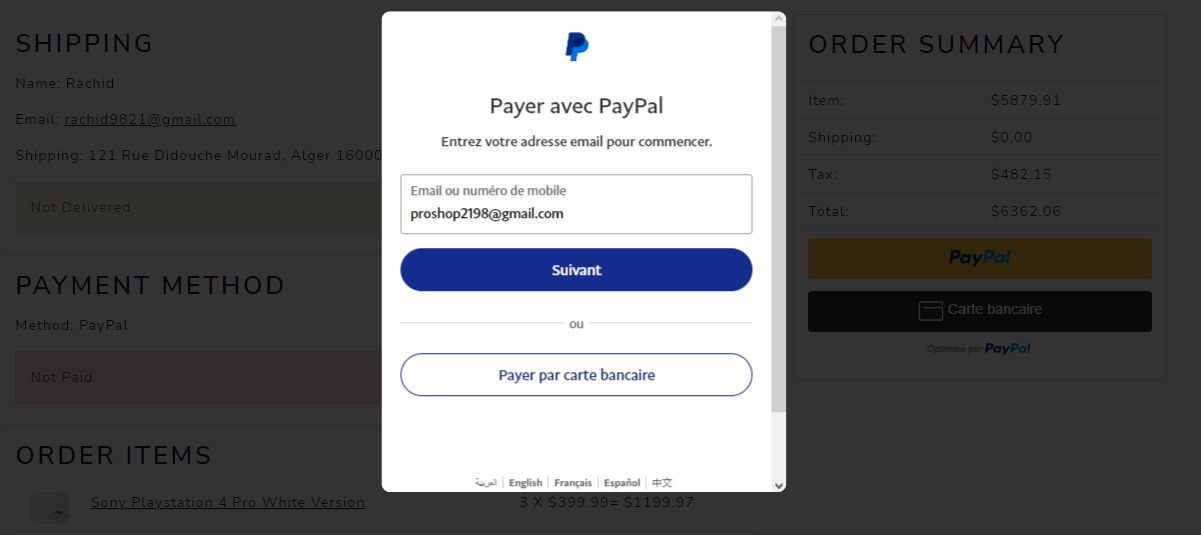 SHIPPING
Name: Rachid
Email: rachid9821@gmail.com
Shipping: 121 Rue Didouche Mourad, Alger 16000
Not Delivered
PAYMENT METHOD
Method: PayPal
Not Paid
ORDER ITEMS
Sony Playstation 4 Pro White Version
3 X $399.99= $1199.97
Payer avec PayPal
Entrez votre adresse email pour commencer.
Email ou numéro de mobile
proshop2198@gmail.com
Suivant
ou
Payer par carte bancaire
العربية | English | Français | Español | 中文
ORDER SUMMARY
Item: $5879.91
Shipping: $0.00
Tax: $482.15
Total: $6362.06
PayPal
Carte bancaire
Optimisé par PayPal